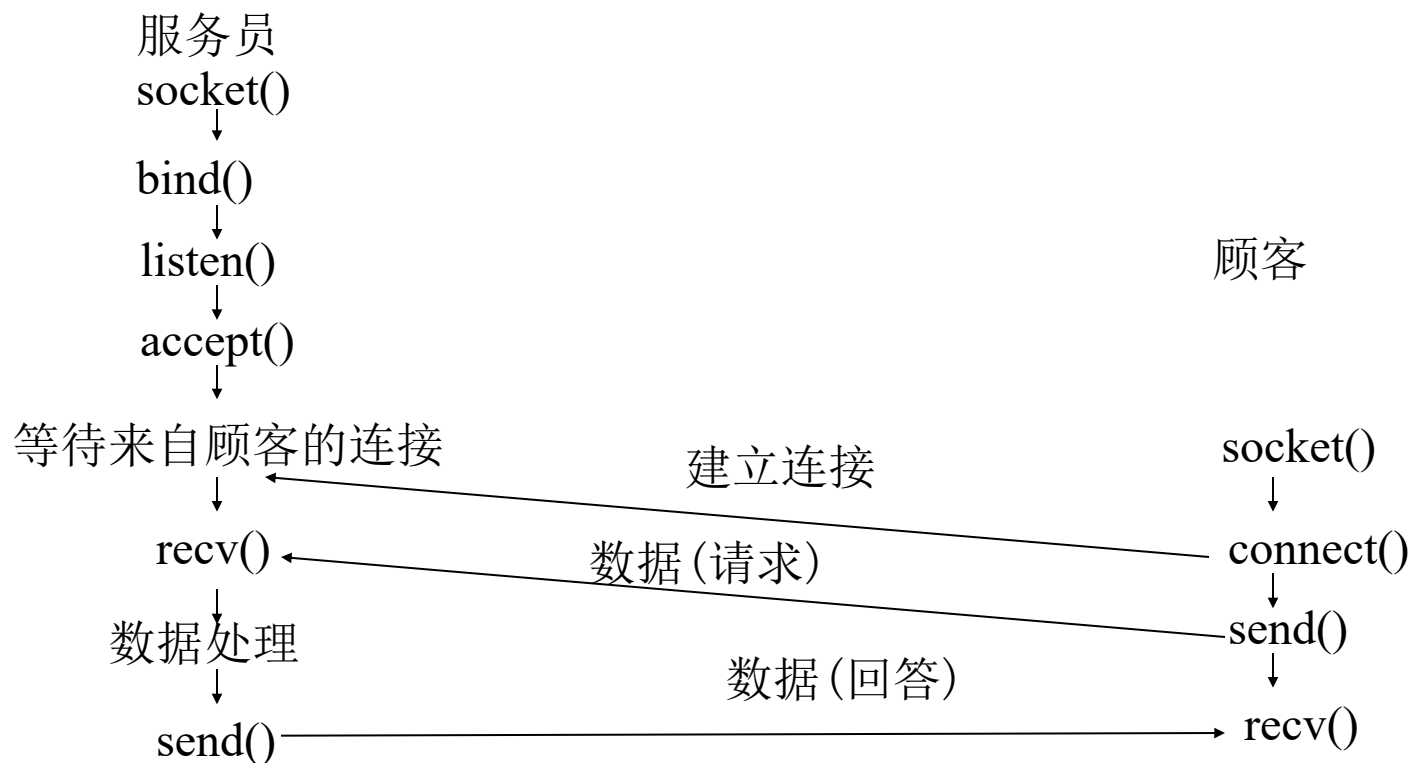 服务员
socket()
bind()
listen()
顾客
accept()
等待来自顾客的连接
建立连接
socket()
recv()
数据(请求)
connect()
数据处理
send()
数据(回答)
send()
recv()